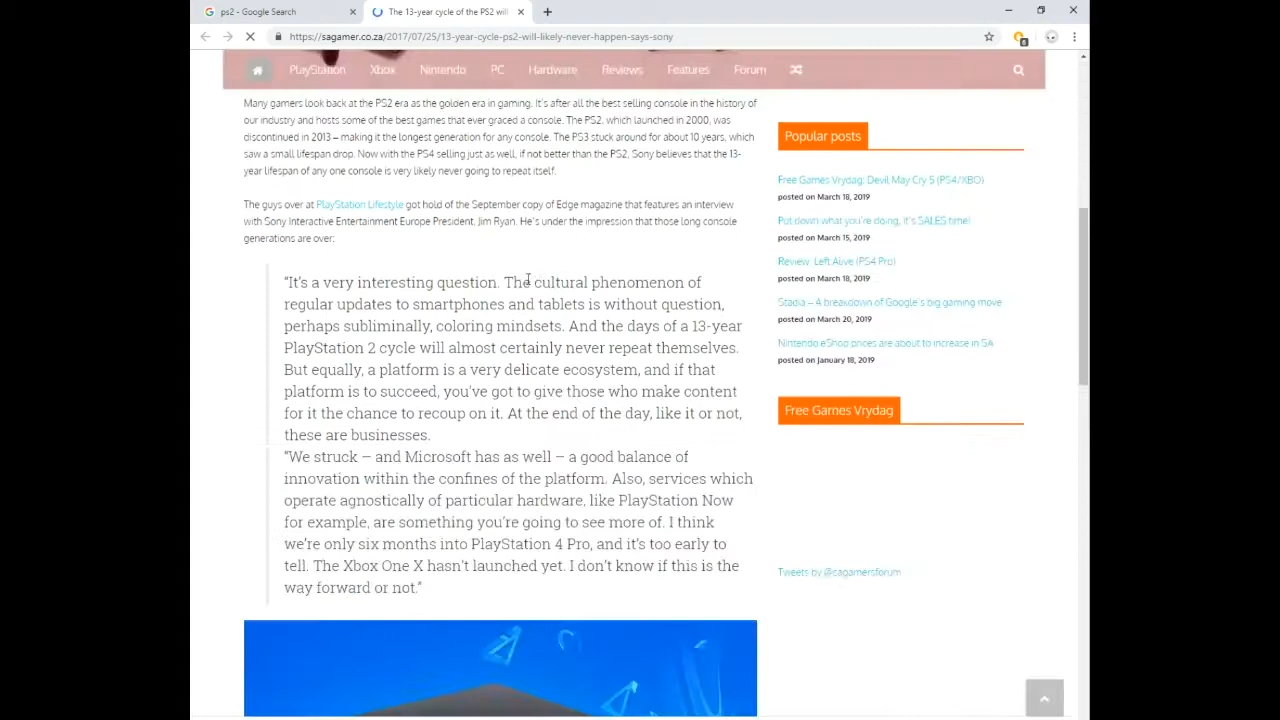 ps2 - Google Search
The 13-year cycle of the PS2 will
https://sagamer.co.za/2017/07/25/13-year-cycle-ps2-will-likely-never-happen-says-sony
PlayStation Xbox Nintendo PC Hardware Reviews Features Forum
Many gamers look back at the PS2 era as the golden era in gaming. It's after all the best selling console in the history of
our industry and hosts some of the best games that ever graced a console. The PS2, which launched in 2000, was
discontinued in 2013 – making it the longest generation for any console. The PS3 stuck around for about 10 years, which
saw a small lifespan drop. Now with the PS4 selling just as well, if not better than the PS2, Sony believes that the 13-
year lifespan of any one console is very likely never going to repeat itself.
The guys over at PlayStation Lifestyle got hold of the September copy of Edge magazine that features an interview
with Sony Interactive Entertainment Europe President, Jim Ryan. He's under the impression that those long console
generations are over:
“It's a very interesting question. The cultural phenomenon of
regular updates to smartphones and tablets is without question,
perhaps subliminally, coloring mindsets. And the days of a 13-year
PlayStation 2 cycle will almost certainly never repeat themselves.
But equally, a platform is a very delicate ecosystem, and if that
platform is to succeed, you've got to give those who make content
for it the chance to recoup on it. At the end of the day, like it or not,
these are businesses.
“We struck – and Microsoft has as well – a good balance of
innovation within the confines of the platform. Also, services which
operate agnostically of particular hardware, like PlayStation Now
for example, are something you're going to see more of. I think
we're only six months into PlayStation 4 Pro, and it's too early to
tell. The Xbox One X hasn't launched yet. I don't know if this is the
way forward or not.”
Popular posts
Free Games Vrydag: Devil May Cry 5 (PS4/XBO)
posted on March 18, 2019
Put down what you're doing, it's SALES time!
posted on March 15, 2019
Review: Left Alive (PS4 Pro)
posted on March 18, 2019
Stadia – A breakdown of Google's big gaming move
posted on March 20, 2019
Nintendo eShop prices are about to increase in SA
posted on January 18, 2019
Free Games Vrydag
Tweets by @sagamersforum